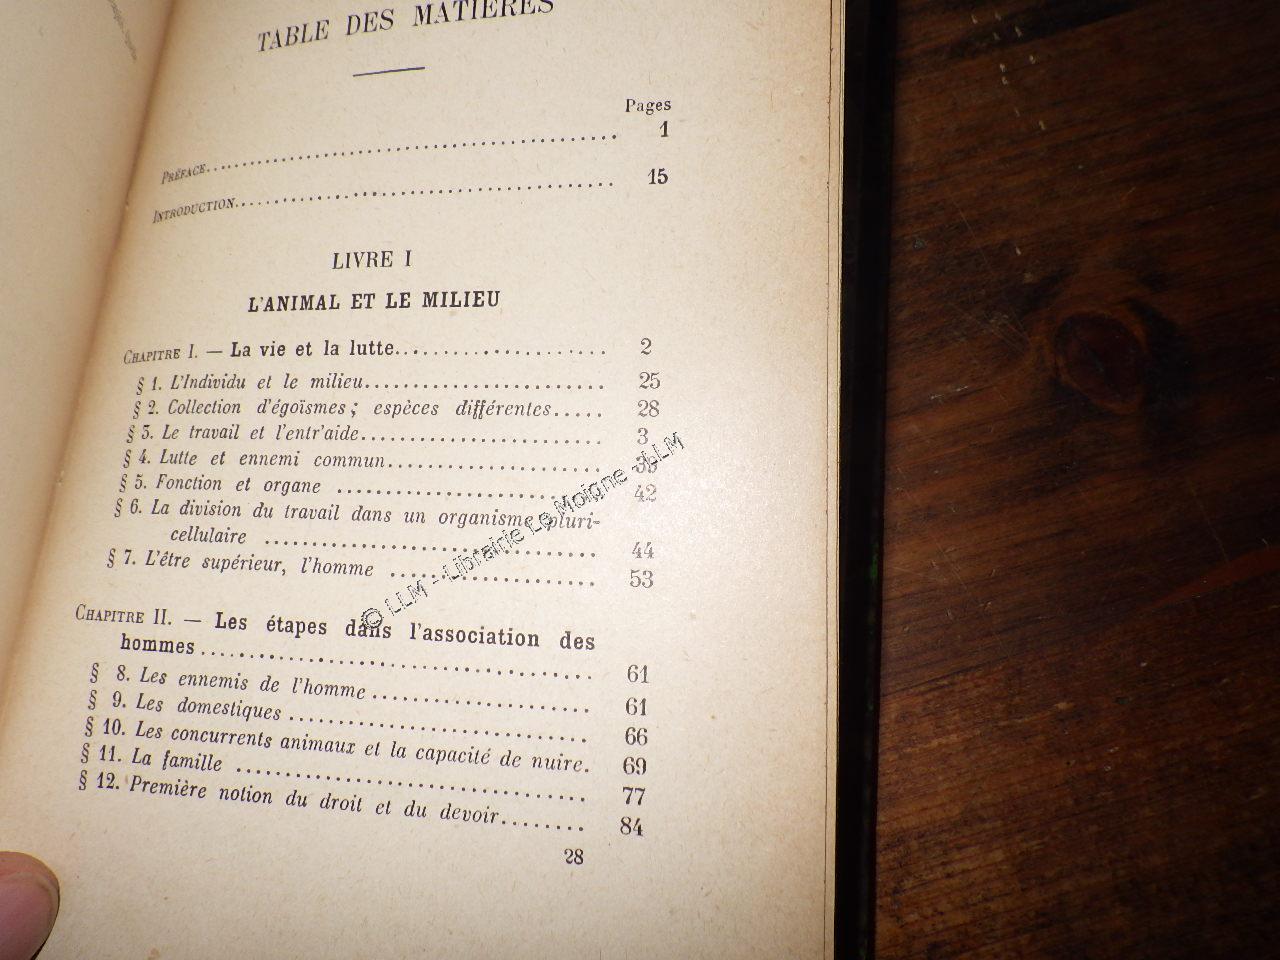 TABLE DES MATIÈRES
Pages
PRÉFACE........................................ 1
INTRODUCTION........................................ 15
LIVRE I
L'ANIMAL ET LE MILIEU
CHAPITRE I. — La vie et la lutte.................... 2
§ 1. L'Individu et le milieu........................ 25
§ 2. Collection d'égoïsmes; espèces différentes..... 28
§ 3. Le travail et l'entr'aide........................ 3
§ 4. Lutte et ennemi commun......................
§ 5. Fonction et organe ........................ 42
§ 6. La division du travail dans un organisme pluri-
cellulaire ............................ 44
§ 7. L'être supérieur, l'homme .................. 53
CHAPITRE II. — Les étapes dans l'association des
hommes................................. 61
§ 8. Les ennemis de l'homme.................. 61
§ 9. Les domestiques......................... 66
§ 10. Les concurrents animaux et la capacité de nuire. 69
§ 11. La famille ............................. 77
§ 12. Première notion du droit et du devoir........ 84
28
© LLM - Librairie Le Moigne - LLM